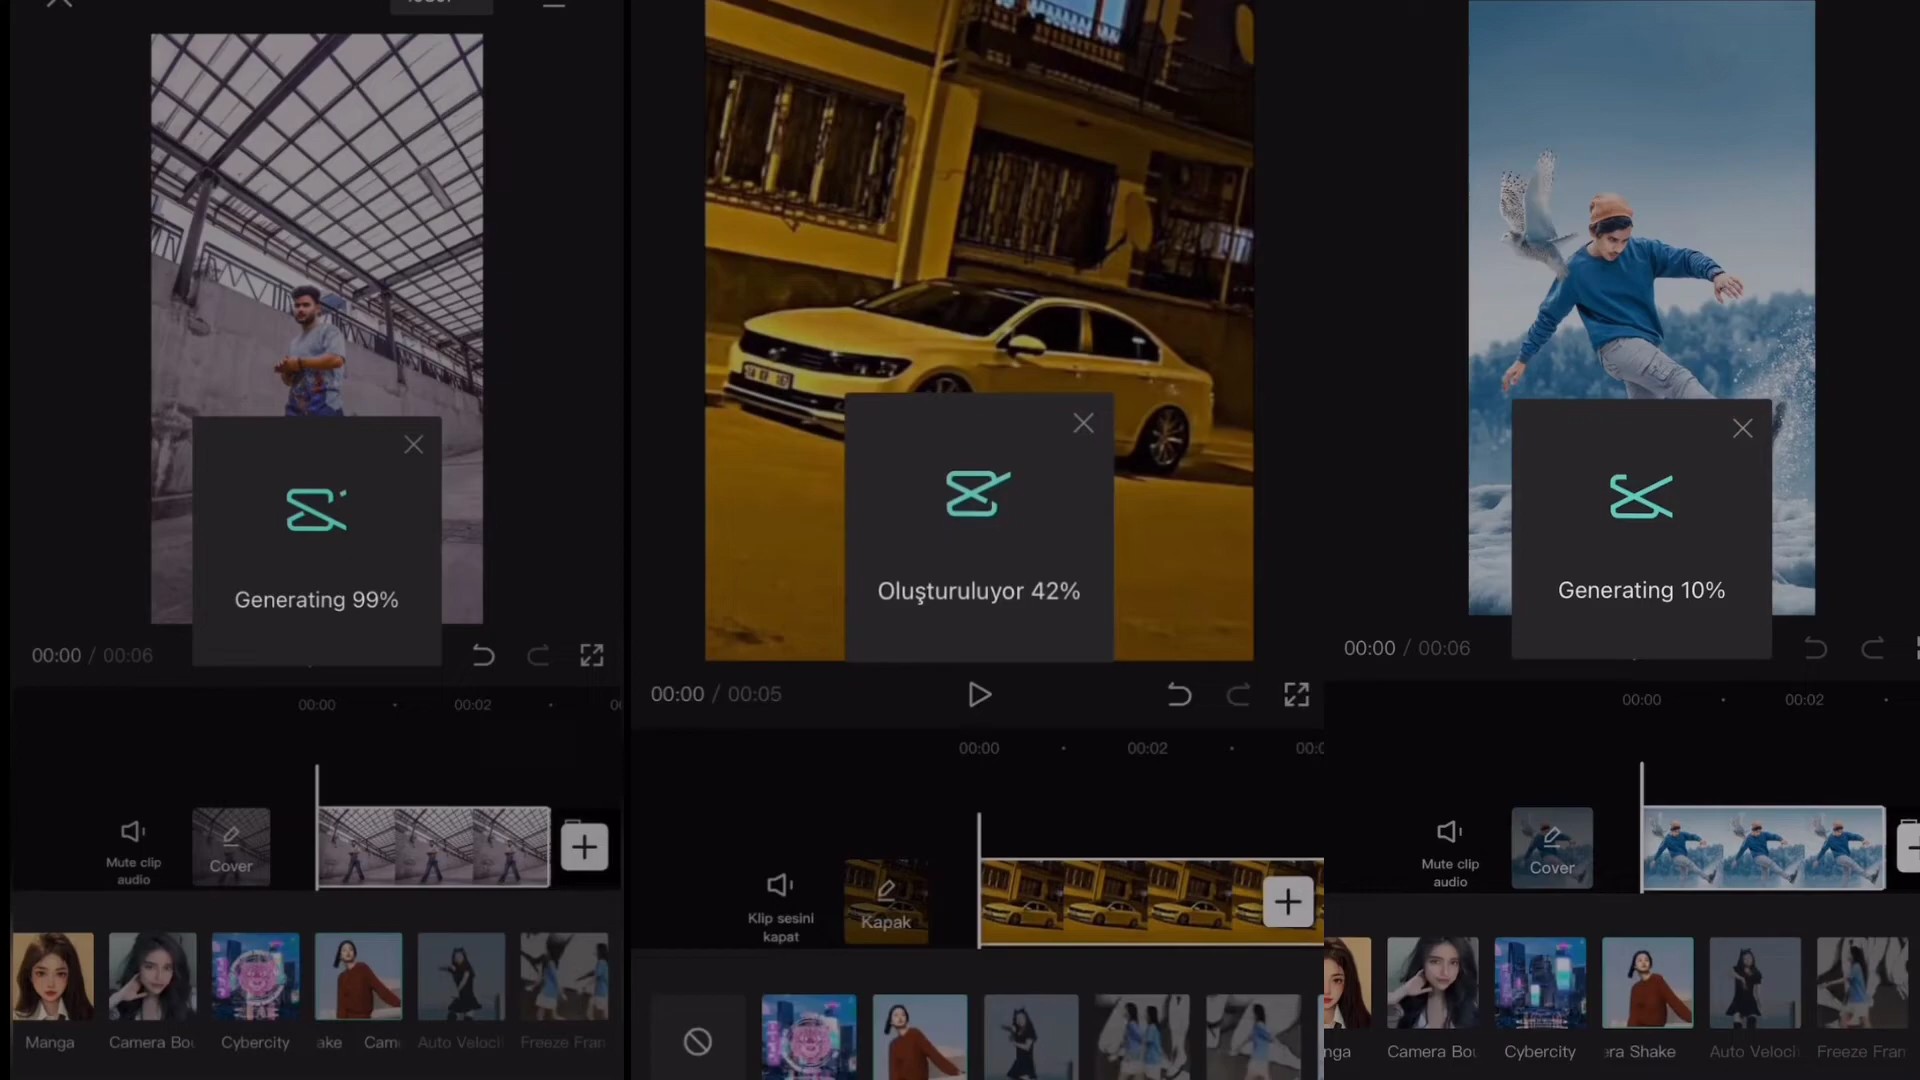 Generating 99%
00:00 / 00:06
00:00
00:02
Mute clip
audio
Cover
Manga
Camera Bou
Cybercity
ake
Cam
Auto Veloci
Freeze Fran
Oluşturuluyor 42%
00:00 / 00:05
00:00
00:02
Klip sesini
kapat
Kapak
Generating 10%
00:00 / 00:06
00:00
00:02
Mute clip
audio
Cover
nga
Camera Bou
Cybercity
era Shake
Auto Veloci
Freeze Fran